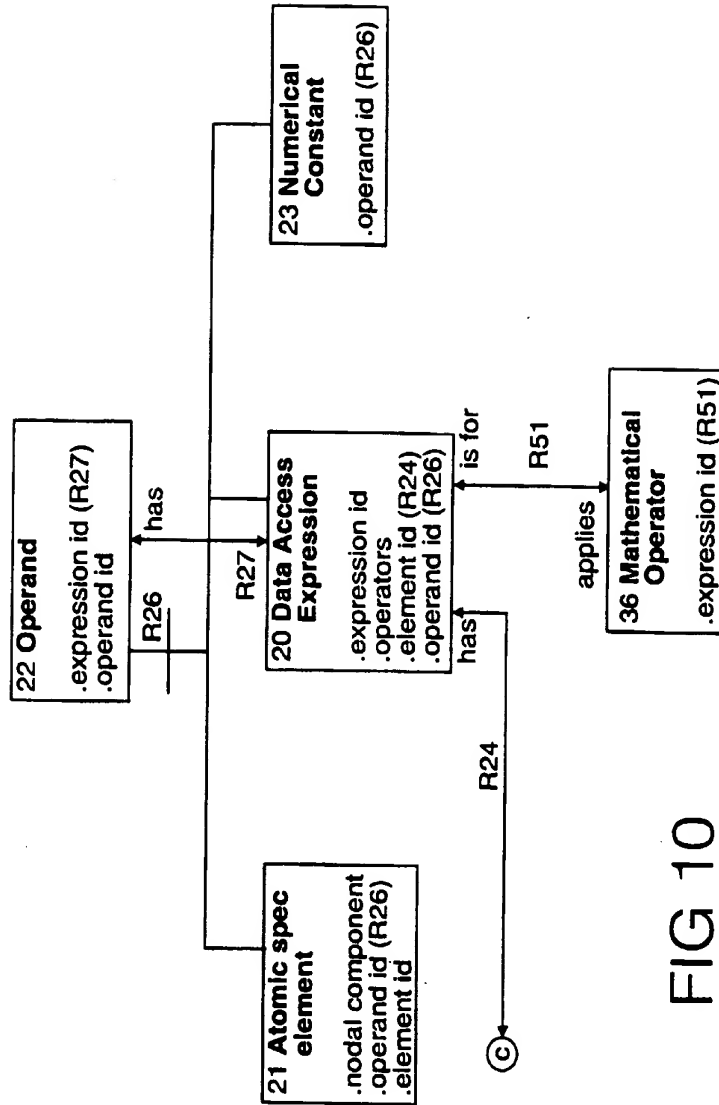 22 Operand
.expression id (R27)
.operand id
R26
has
R27
21 Atomic spec
element
.nodal component
.operand id (R26)
.element id
20 Data Access
Expression
.expression id
.operators
.element id (R24)
.operand id (R26)
23 Numerical
Constant
.operand id (R26)
has
is for
R24
R51
applies
c
36 Mathematical
Operator
.expression id (R51)
FIG 10